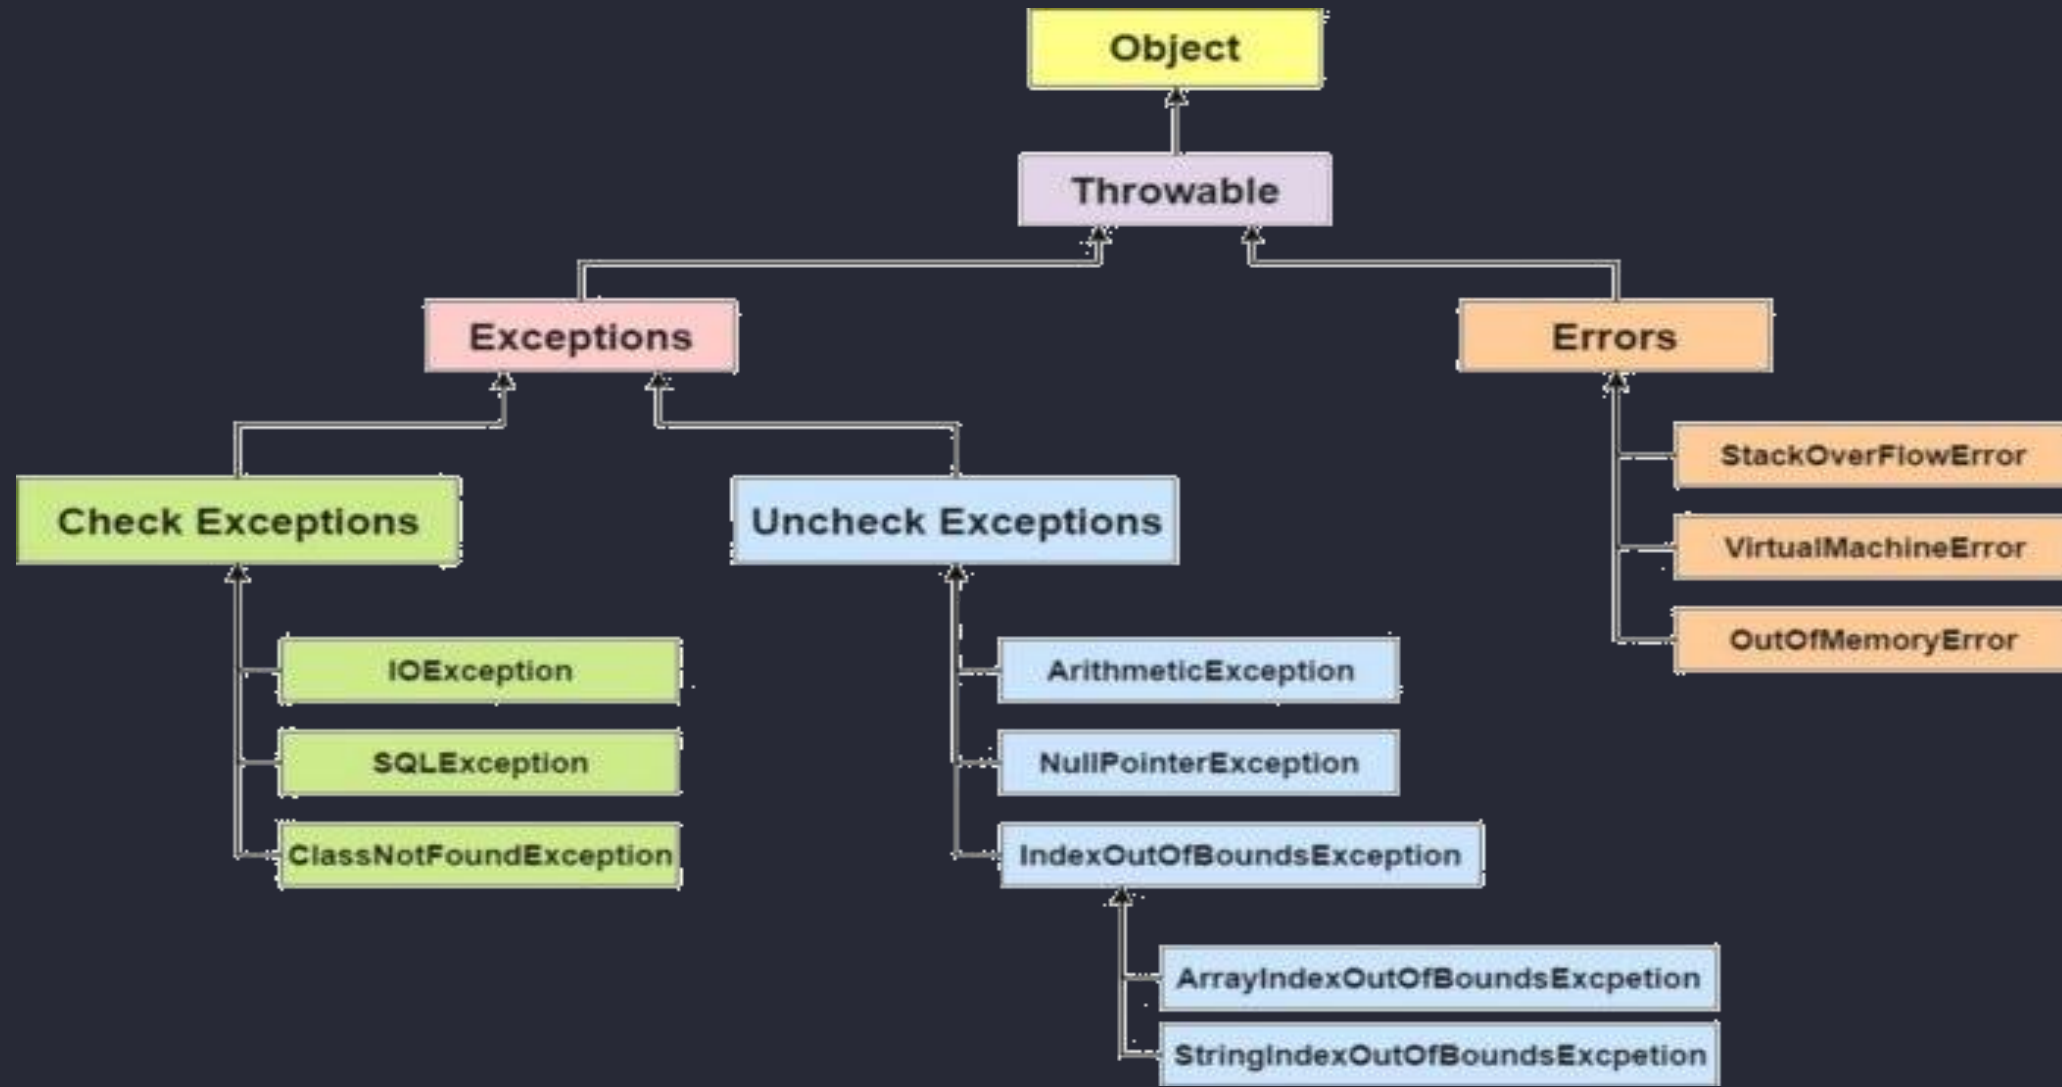 Object
Throwable
Exceptions
Errors
Check Exceptions
Uncheck Exceptions
StackOverFlowError
VirtualMachineError
OutOfMemoryError
IOException
SQLException
ClassNotFoundException
ArithmeticException
NullPointerException
IndexOutOfBoundsException
ArrayIndexOutOfBoundsExcpetion
StringIndexOutOfBoundsExcpetion